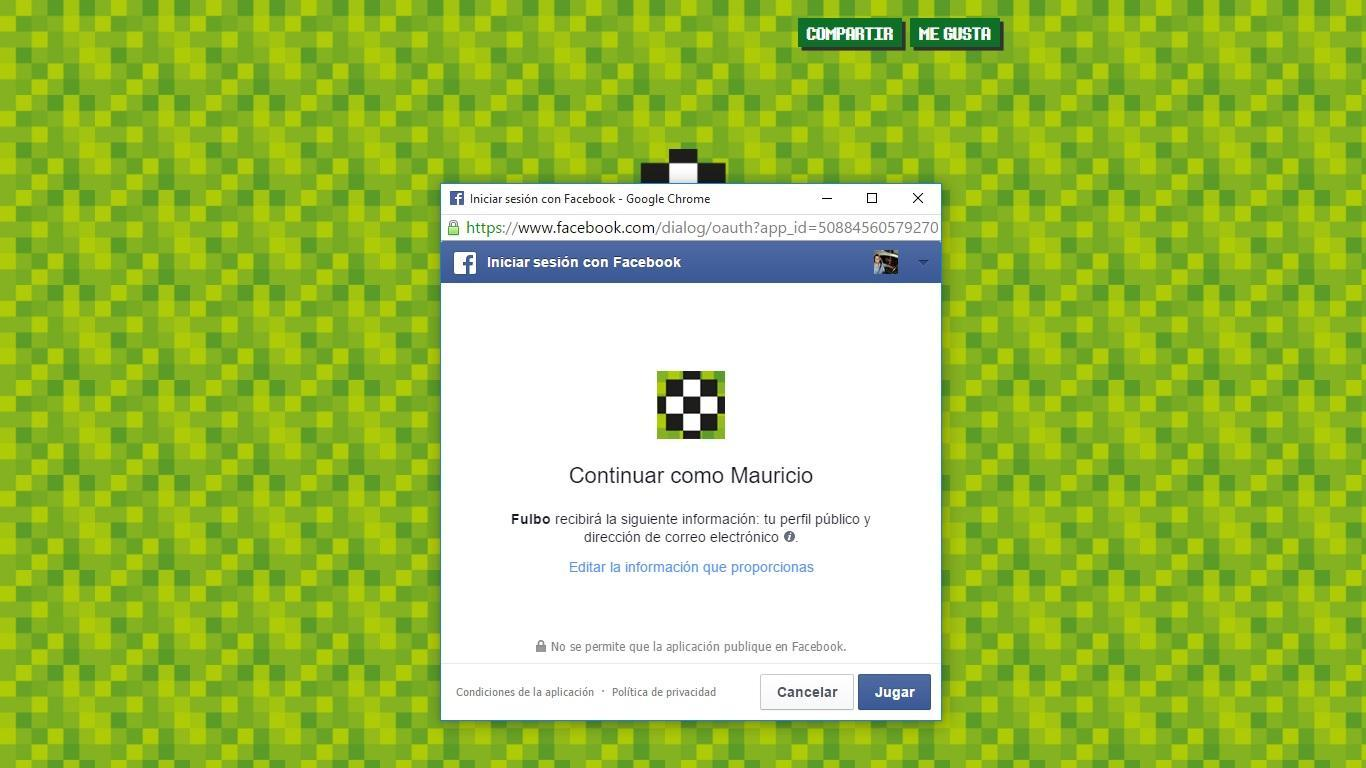 COMPARTIR
ME GUSTA
Iniciar sesión con Facebook - Google Chrome
https://www.facebook.com/dialog/oauth?app_id=50884560579270
Iniciar sesión con Facebook
Continuar como Mauricio
Fulbo recibirá la siguiente información: tu perfil público y
dirección de correo electrónico
Editar la información que proporcionas
No se permite que la aplicación publique en Facebook.
Condiciones de la aplicación · Política de privacidad
Cancelar
Jugar